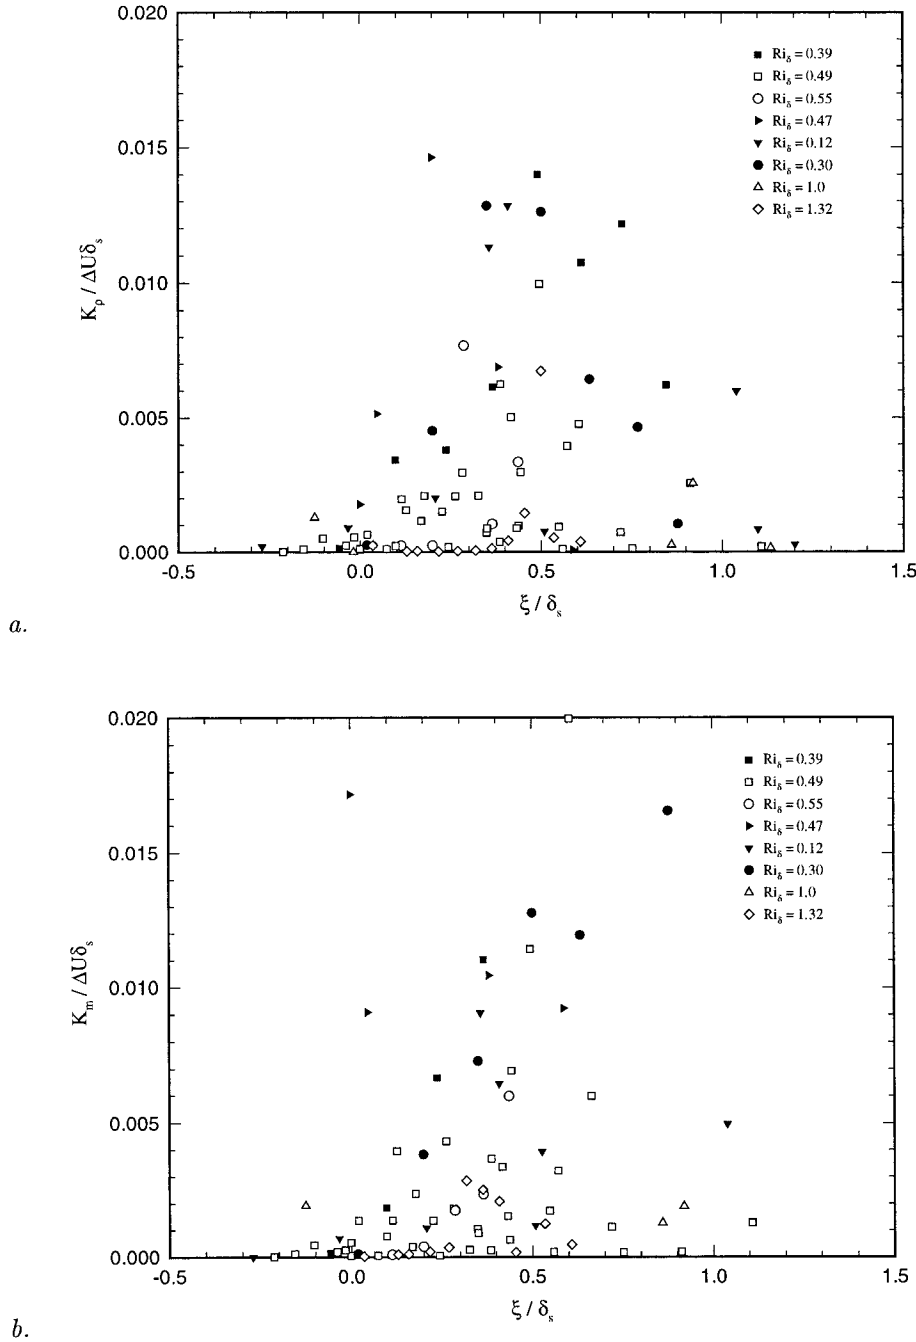 0.020
0.015
0.010
0.005
0.000
-0.5 0.0 0.5 1.0 1.5
K_ρ / ΔUδ_s
ξ / δ_s
Ri_δ = 0.39
Ri_δ = 0.49
Ri_δ = 0.55
Ri_δ = 0.47
Ri_δ = 0.12
Ri_δ = 0.30
Ri_δ = 1.0
Ri_δ = 1.32
a.
0.020
0.015
0.010
0.005
0.000
-0.5 0.0 0.5 1.0 1.5
K_m / ΔUδ_s
ξ / δ_s
Ri_δ = 0.39
Ri_δ = 0.49
Ri_δ = 0.55
Ri_δ = 0.47
Ri_δ = 0.12
Ri_δ = 0.30
Ri_δ = 1.0
Ri_δ = 1.32
b.